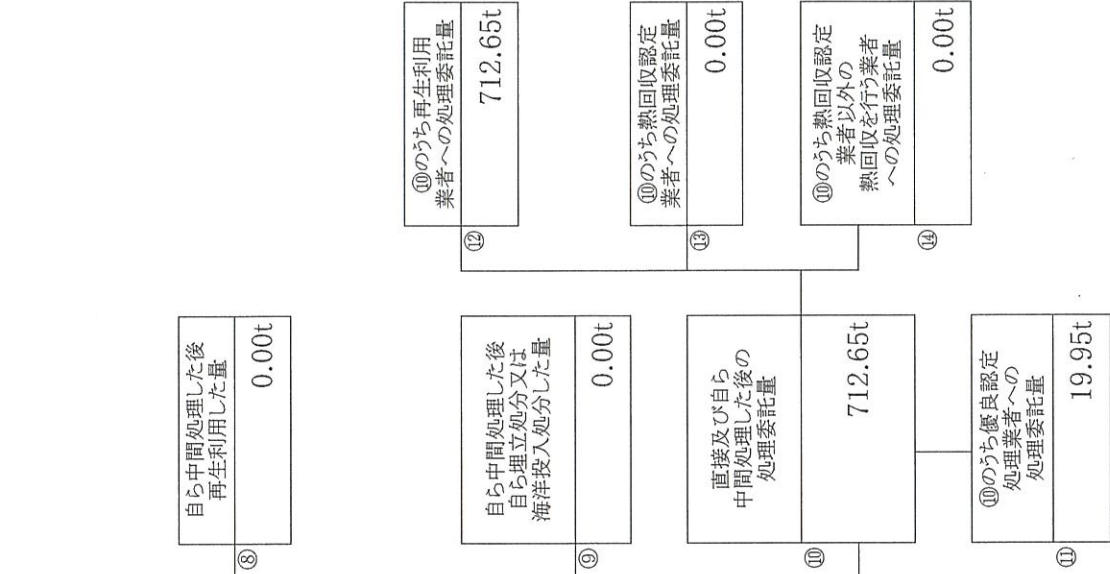 ⑧
自ら中間処理した後
再生利用した量
0.00t
⑨
自ら中間処理した後
自ら埋立処分又は
海洋投入処分した量
0.00t
⑩
直接及び自ら
中間処理した後の
処理委託量
712.65t
⑪
⑩のうち優良認定
処理業者への
処理委託量
19.95t
⑫
⑩のうち再生利用
業者への処理委託量
712.65t
⑬
⑩のうち熱回収認定
業者への処理委託量
0.00t
⑭
⑩のうち熱回収認定
業者以外の
熱回収を行う業者
への処理委託量
0.00t